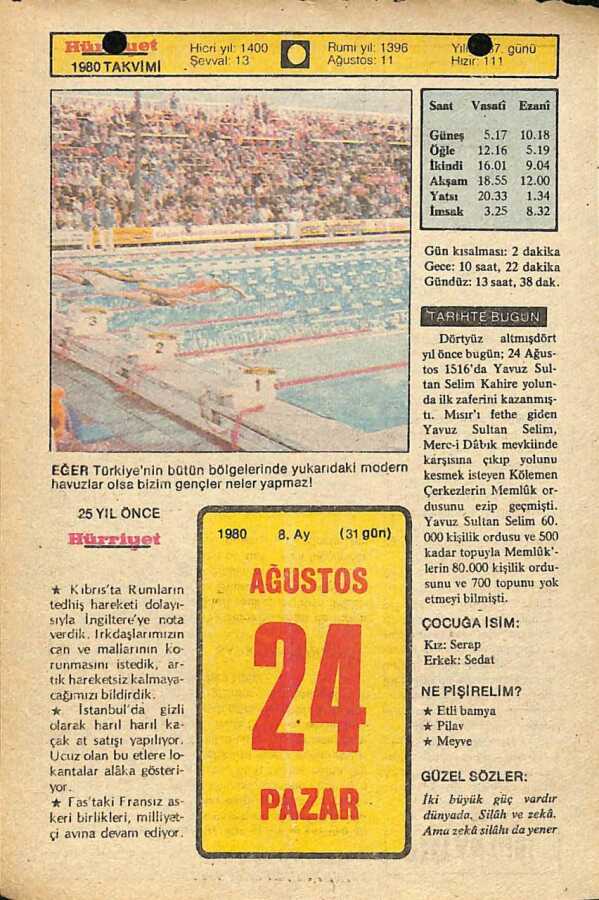 Hürriyet
1980 TAKVİMİ
Hicri yıl: 1400
Şevval: 13
Rumi yıl: 1396
Ağustos: 11
günü
Hızır: 111
Saat Vasatî Ezanî
Güneş 5.17 10.18
Öğle 12.16 5.19
İkindi 16.01 9.04
Akşam 18.55 12.00
Yatsı 20.33 1.34
İmsak 3.25 8.32
3
2
1
EĞER Türkiye'nin bütün bölgelerinde yukarıdaki modern
havuzlar olsa bizim gençler neler yapmaz!
25 YIL ÖNCE
Hürriyet
★ Kıbrıs'ta Rumların
tedhiş hareketi dolayı-
sıyla İngiltere'ye nota
verdik. Irkdaşlarımızın
can ve mallarının ko-
runmasını istedik, ar-
tık hareketsiz kalmaya-
cağımızı bildirdik.
★ İstanbul'da gizli
olarak harıl harıl ka-
çak at satışı yapılıyor.
Ucuz olan bu etlere lo-
kantalar alâka gösteri-
yor.
★ Fas'taki Fransız as-
keri birlikleri, milliyet-
çi avına devam ediyor.
1980 8. Ay (31 gün)
AĞUSTOS
24
PAZAR
Gün kısalması: 2 dakika
Gece: 10 saat, 22 dakika
Gündüz: 13 saat, 38 dak.
TARİHTE BUGÜN
Dörtyüz altmışdört
yıl önce bugün; 24 Ağus-
tos 1516'da Yavuz Sul-
tan Selim Kahire yolun-
da ilk zaferini kazanmış-
tı. Mısır'ı fethe giden
Yavuz Sultan Selim,
Merc-i Dâbık mevkiinde
karşısına çıkıp yolunu
kesmek isteyen Kölemen
Çerkezlerin Memlûk or-
dusunu ezip geçmişti.
Yavuz Sultan Selim 60.
000 kişilik ordusu ve 500
kadar topuyla Memlûk'-
lerin 80.000 kişilik ordu-
sunu ve 700 topunu yok
etmeyi bilmişti.
ÇOCUĞA İSİM:
Kız: Serap
Erkek: Sedat
NE PİŞİRELİM?
★ Etli bamya
★ Pilav
★ Meyve
GÜZEL SÖZLER:
İki büyük güç vardır
dünyada, Silâh ve zekâ.
Ama zekâ silâhı da yener